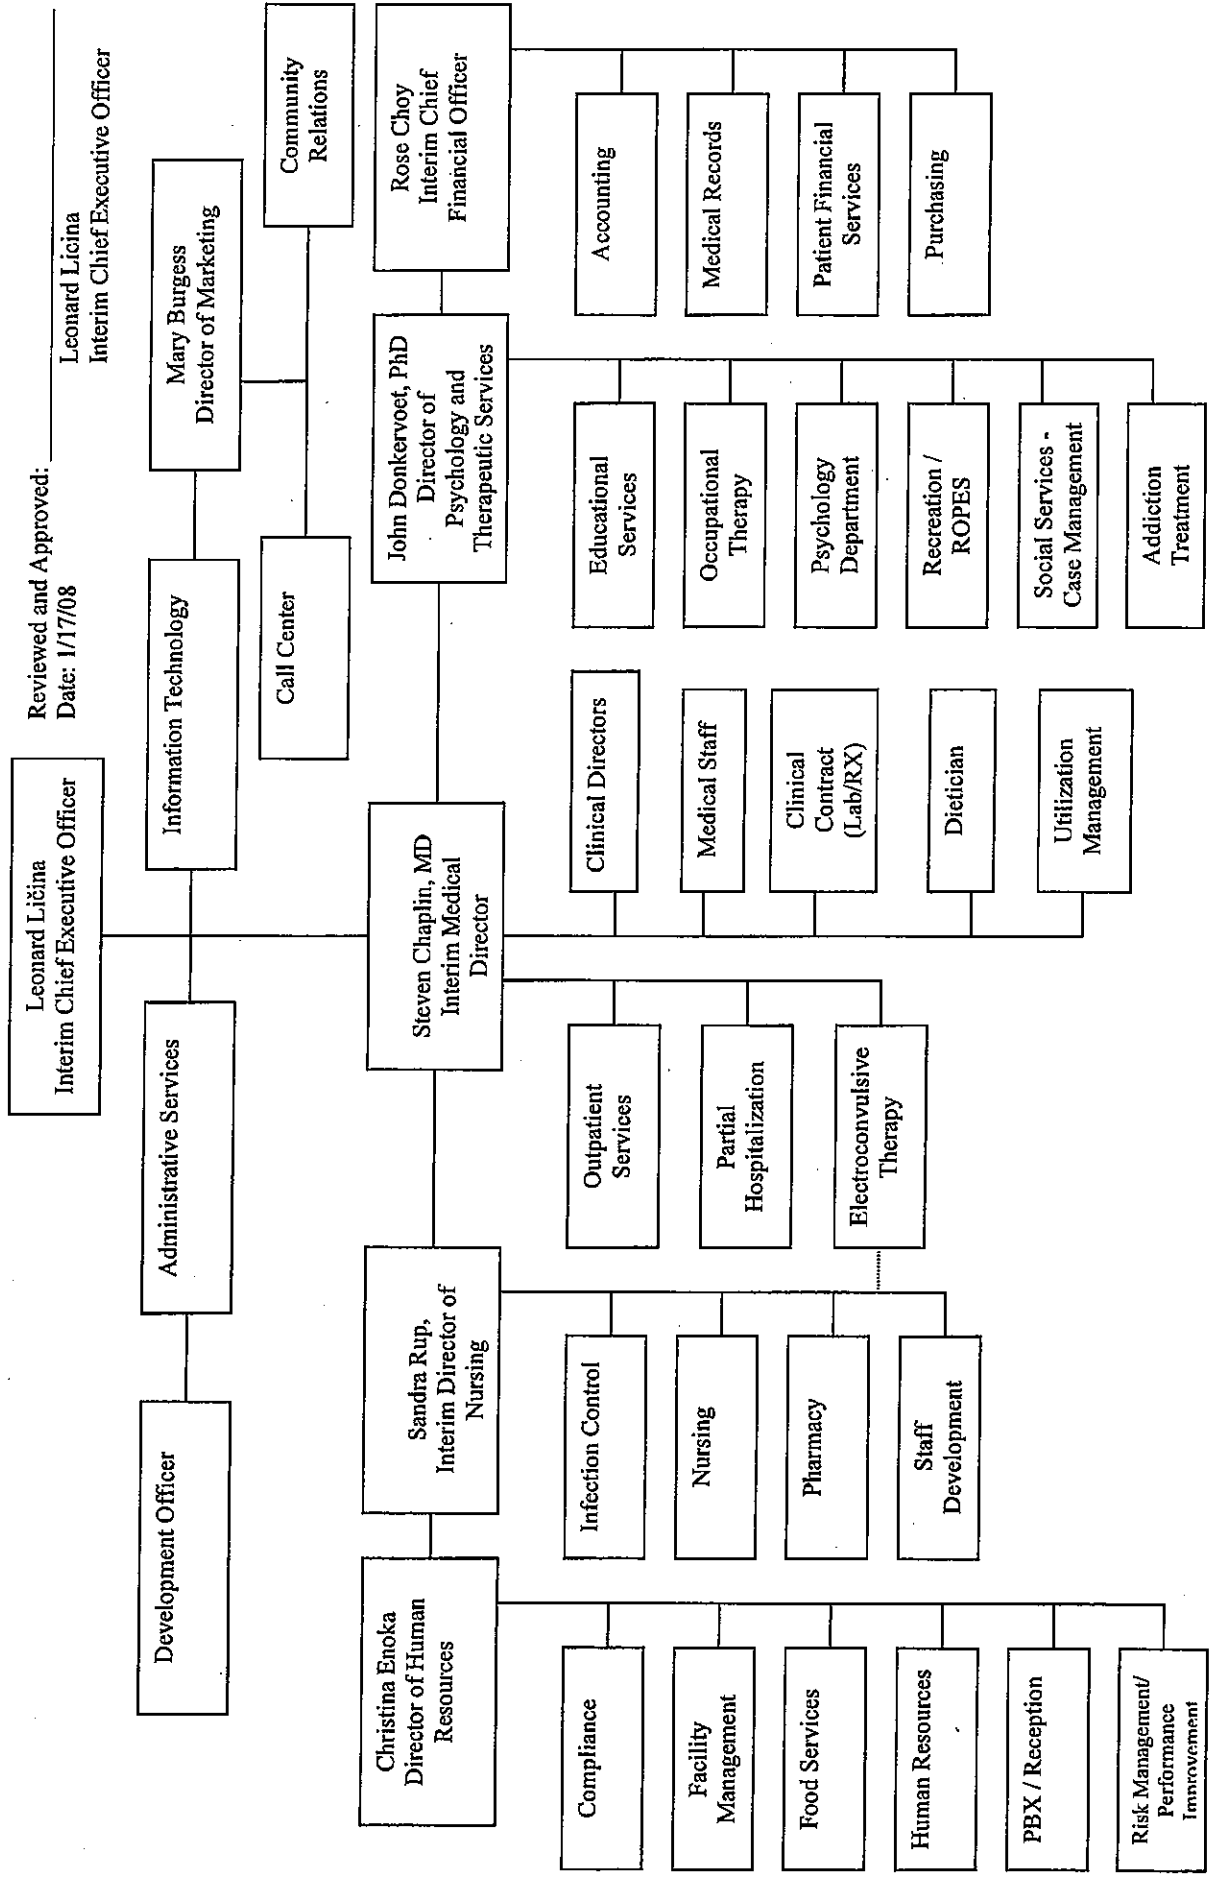 Leonard Ličina
Interim Chief Executive Officer
Reviewed and Approved:
Date: 1/17/08
Leonard Licina
Interim Chief Executive Officer
Development Officer
Administrative Services
Information Technology
Mary Burgess
Director of Marketing
Call Center
Community
Relations
Christina Enoka
Director of Human
Resources
Sandra Rup,
Interim Director of
Nursing
Steven Chaplin, MD
Interim Medical
Director
John Donkervoet, PhD
Director of
Psychology and
Therapeutic Services
Rose Choy
Interim Chief
Financial Officer
Compliance
Facility
Management
Food Services
Human Resources
PBX / Reception
Risk Management/
Performance
Improvement
Infection Control
Nursing
Pharmacy
Staff
Development
Outpatient
Services
Partial
Hospitalization
Electroconvulsive
Therapy
Clinical Directors
Medical Staff
Clinical
Contract
(Lab/RX)
Dietician
Utilization
Management
Educational
Services
Occupational
Therapy
Psychology
Department
Recreation /
ROPES
Social Services -
Case Management
Addiction
Treatment
Accounting
Medical Records
Patient Financial
Services
Purchasing